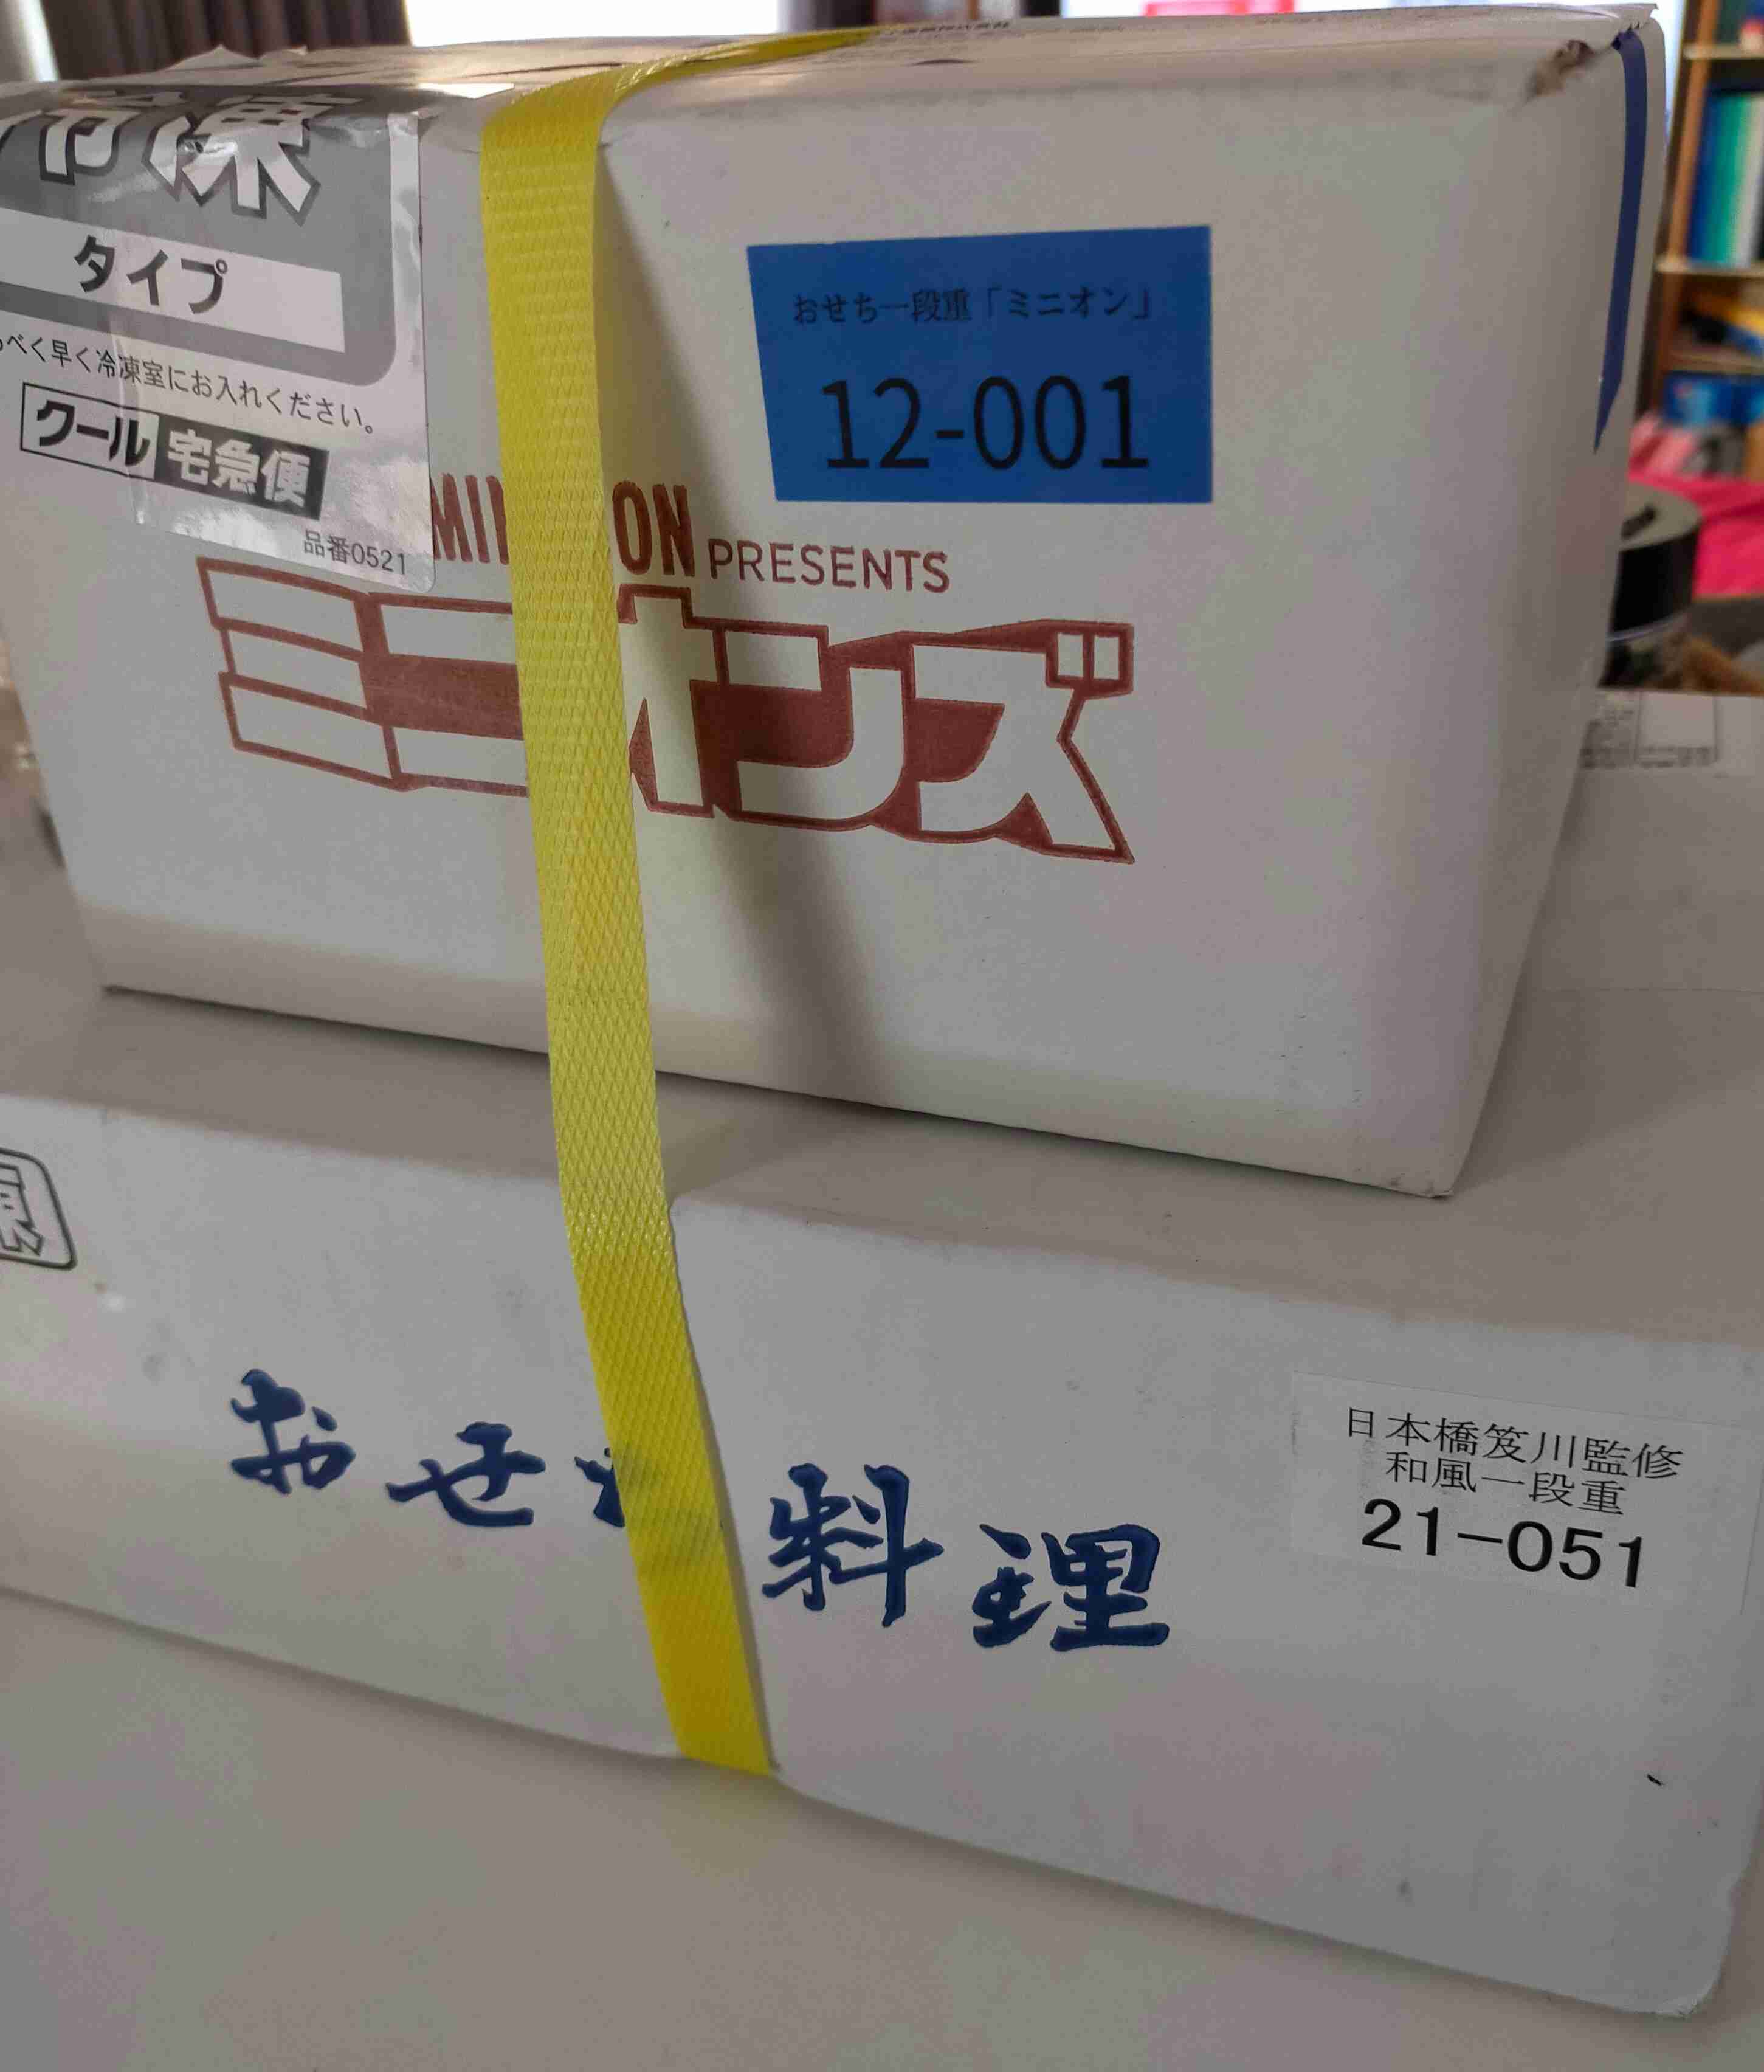 冷凍
タイプ
べく早く冷凍室にお入れください。
クール宅急便
品番0521
おせち一段重「ミニオン」
12-001
PRESENTS
ミニオンズ
おせち料理
日本橋笈川監修
和風一段重
21-051